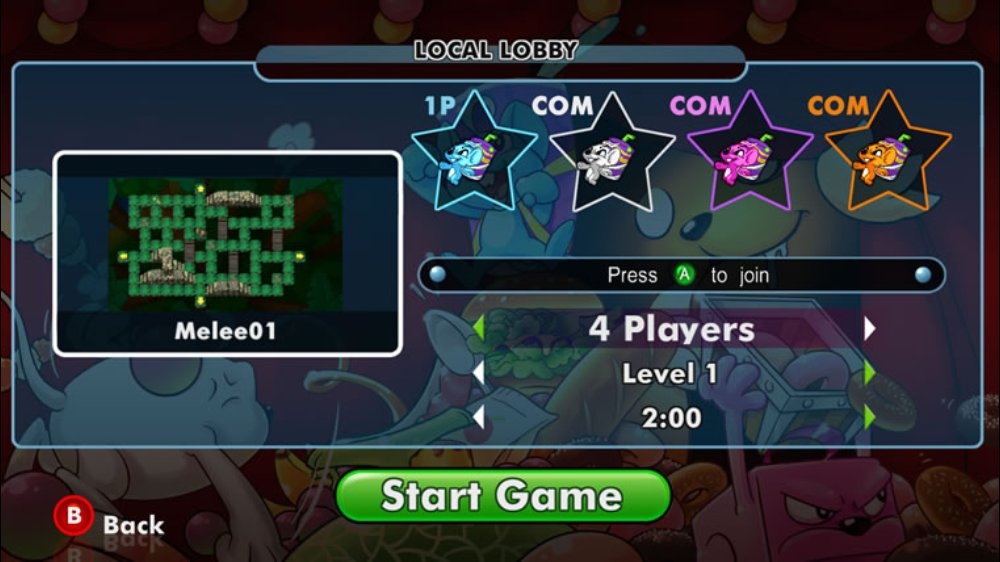 LOCAL LOBBY
1P COM COM COM
Press A to join
4 Players
Level 1
2:00
Melee01
Start Game
B Back